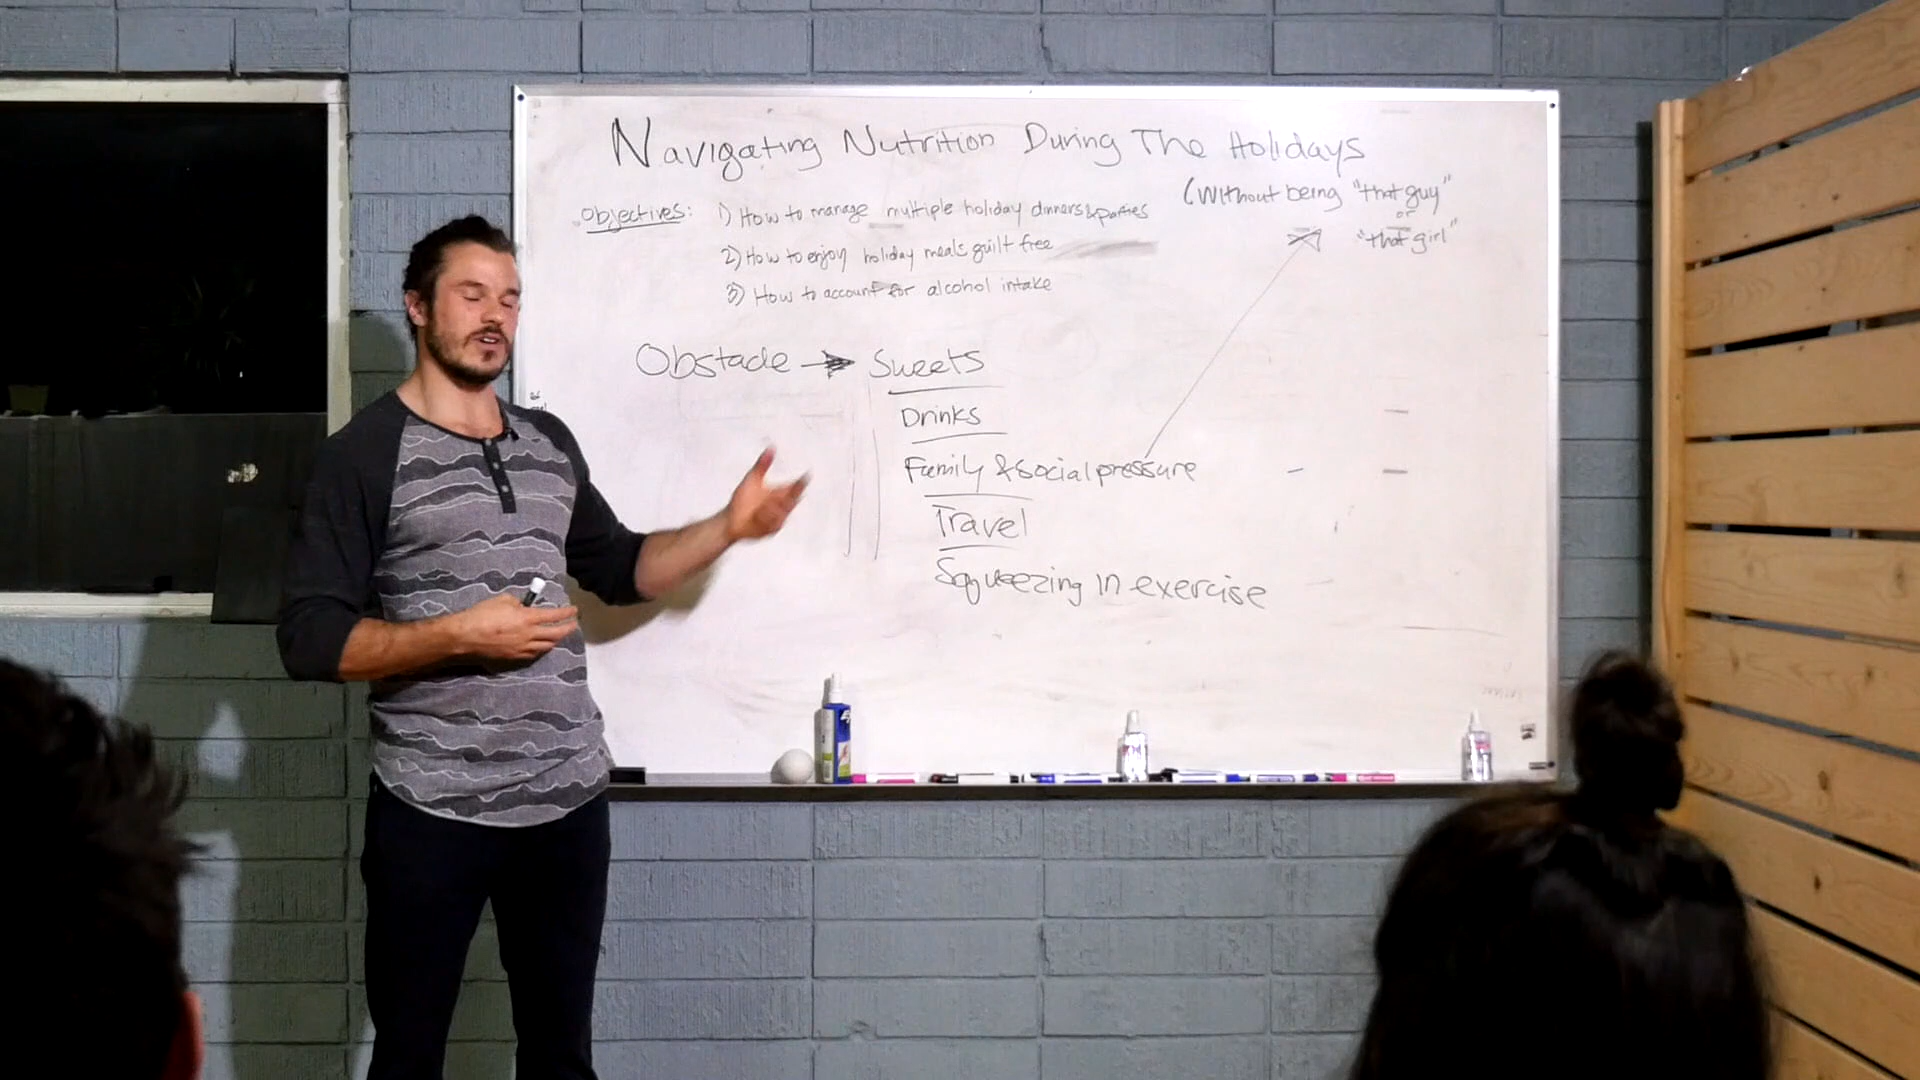 Navigating Nutrition During The Holidays
(Without being "that guy"
or
"that girl"
Objectives: 1) How to manage multiple holiday dinners & parties
2) How to enjoy holiday meals guilt free
3) How to account for alcohol intake
Obstacle → Sweets
Drinks
Family & social pressure
Travel
Squeezing in exercise